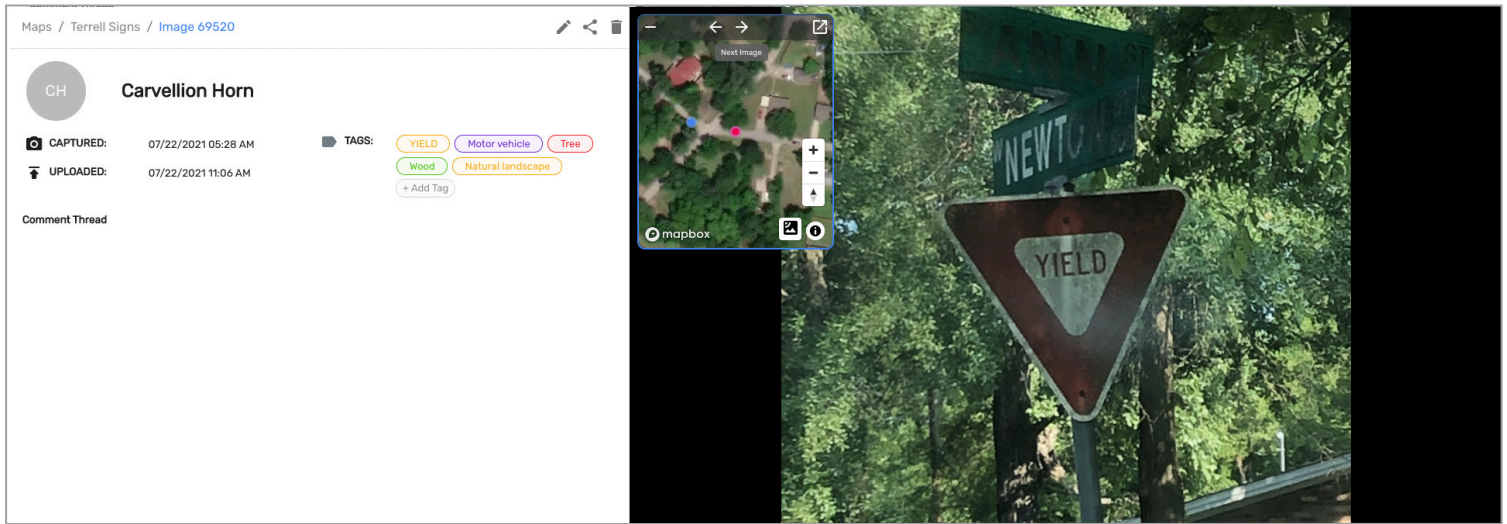 Maps / Terrell Signs / Image 69520
CH
Carvellion Horn
CAPTURED:
07/22/2021 05:28 AM
UPLOADED:
07/22/2021 11:06 AM
TAGS:
YIELD
Motor vehicle
Tree
Wood
Natural landscape
+ Add Tag
Comment Thread
Next Image
mapbox
ANN ST
YIELD